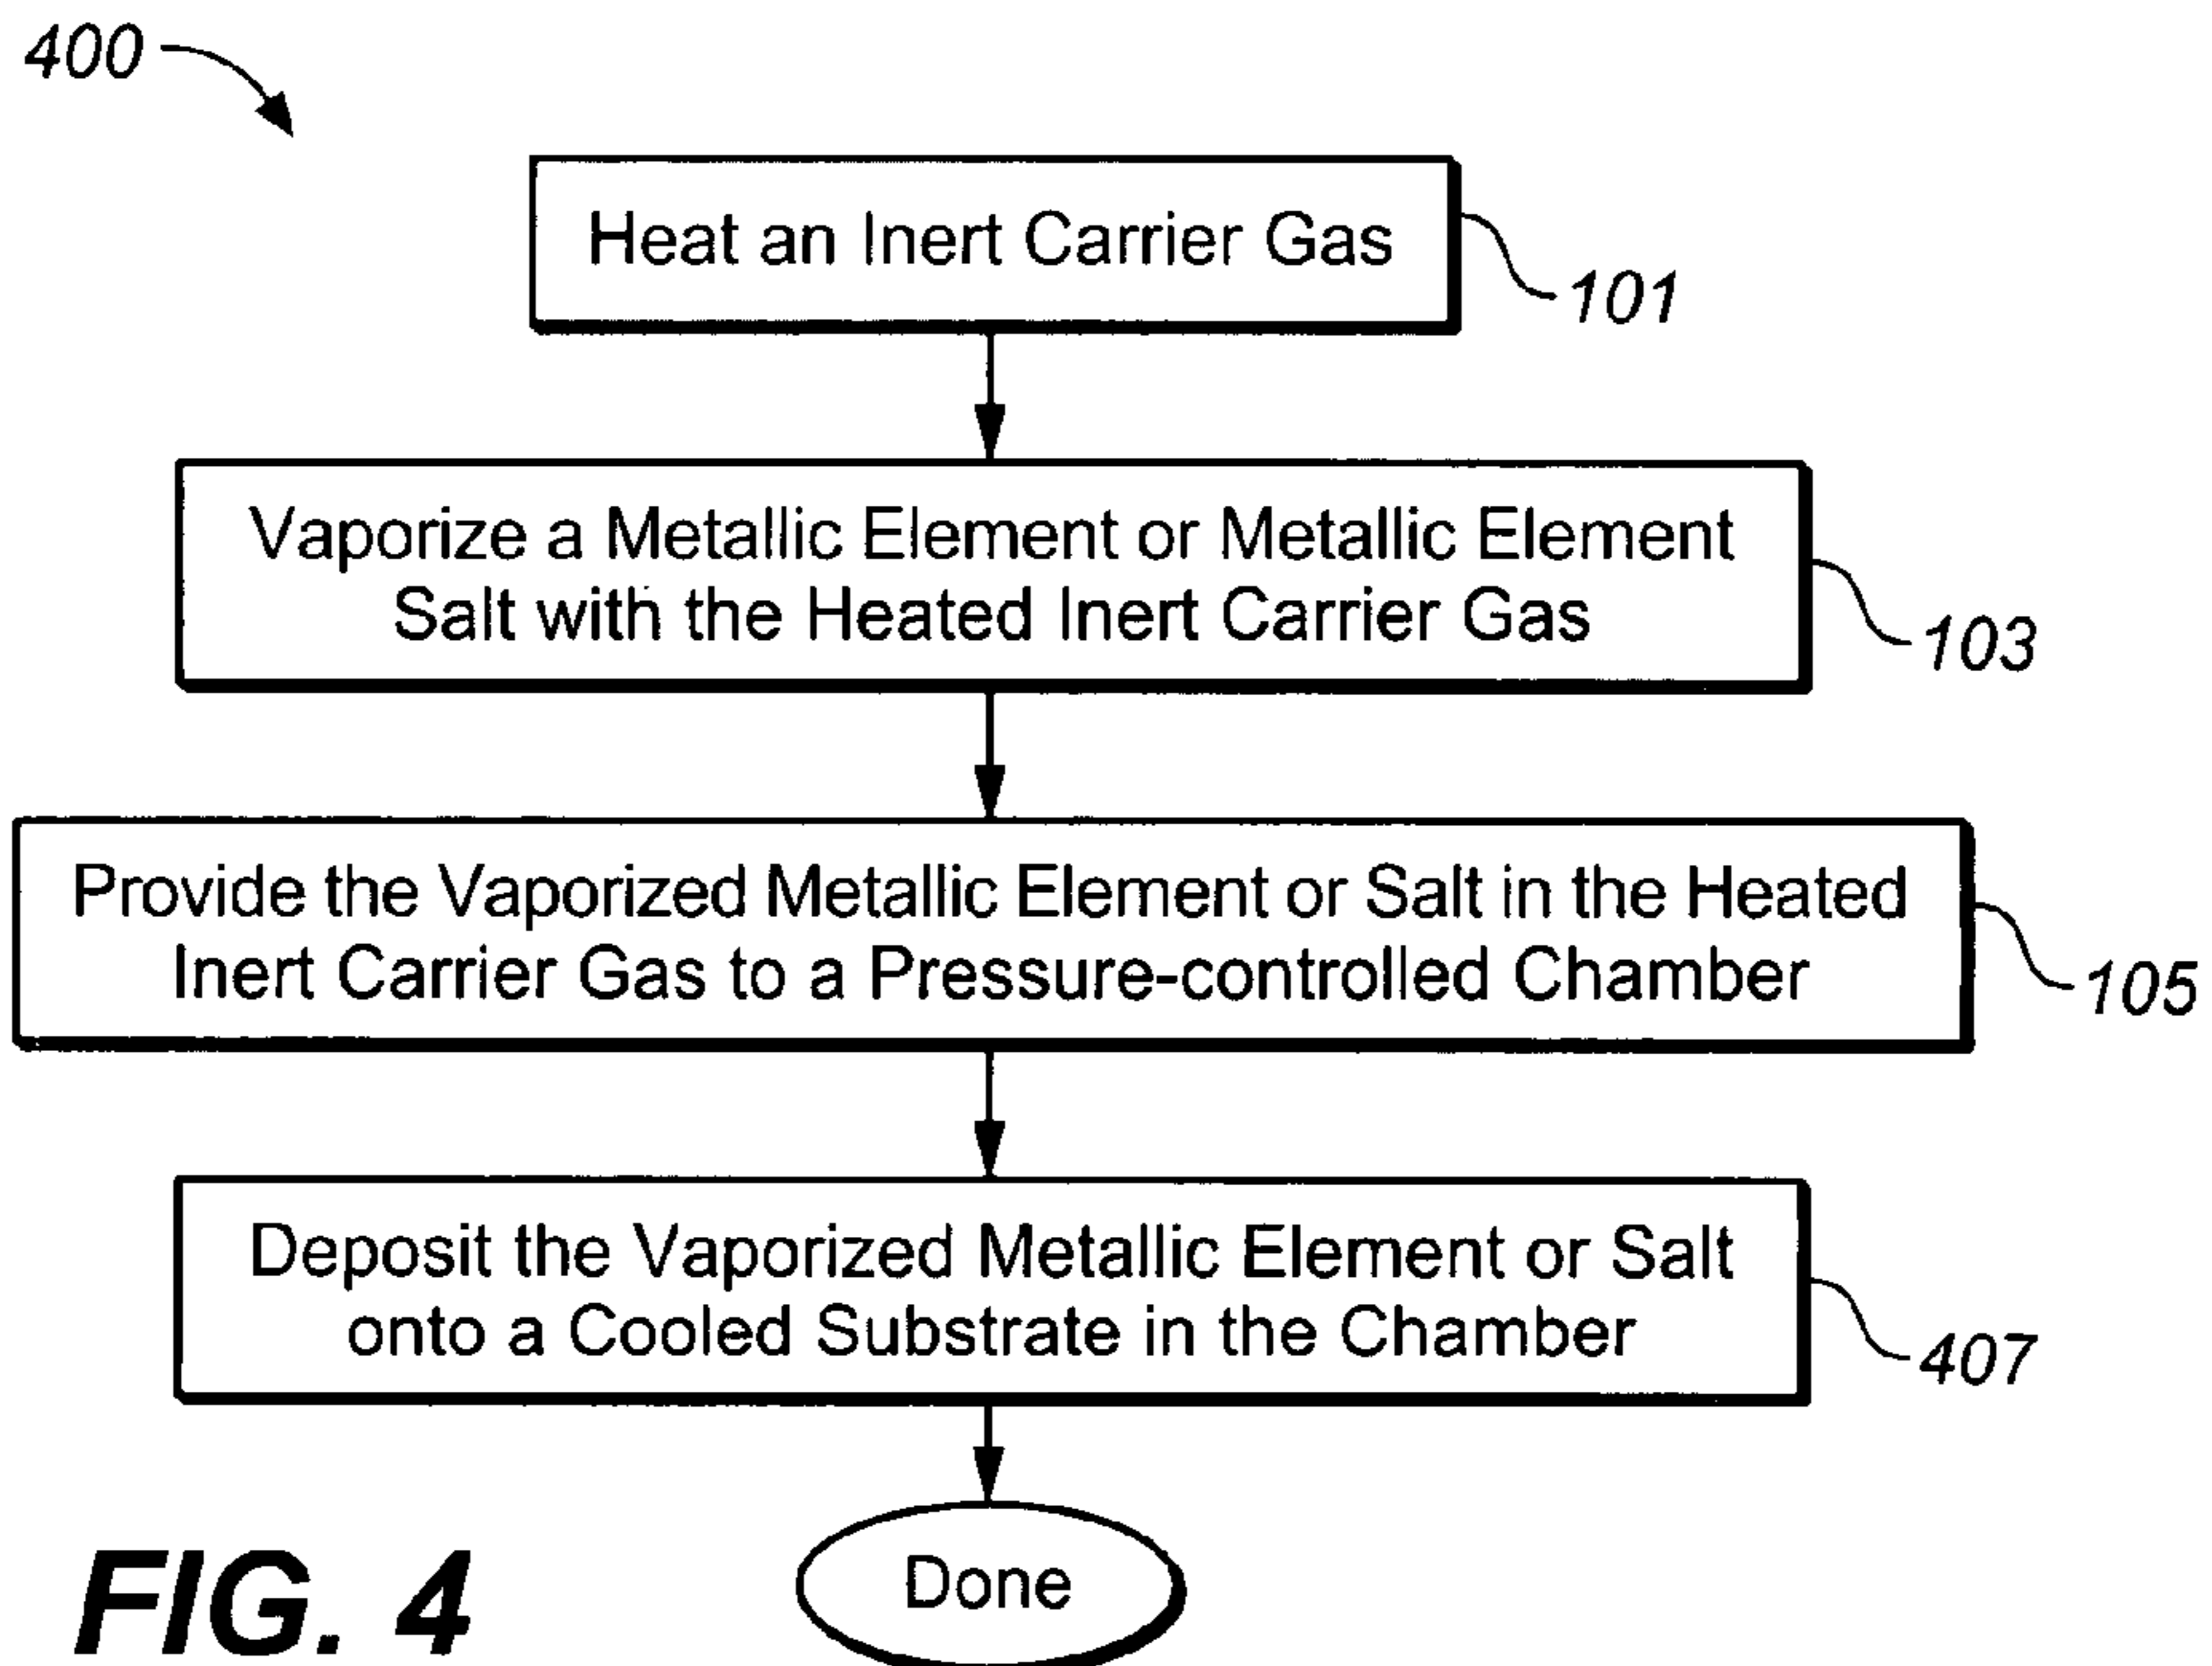 400
Heat an Inert Carrier Gas
101
Vaporize a Metallic Element or Metallic Element
Salt with the Heated Inert Carrier Gas
103
Provide the Vaporized Metallic Element or Salt in the Heated
Inert Carrier Gas to a Pressure-controlled Chamber
105
Deposit the Vaporized Metallic Element or Salt
onto a Cooled Substrate in the Chamber
407
Done
FIG. 4